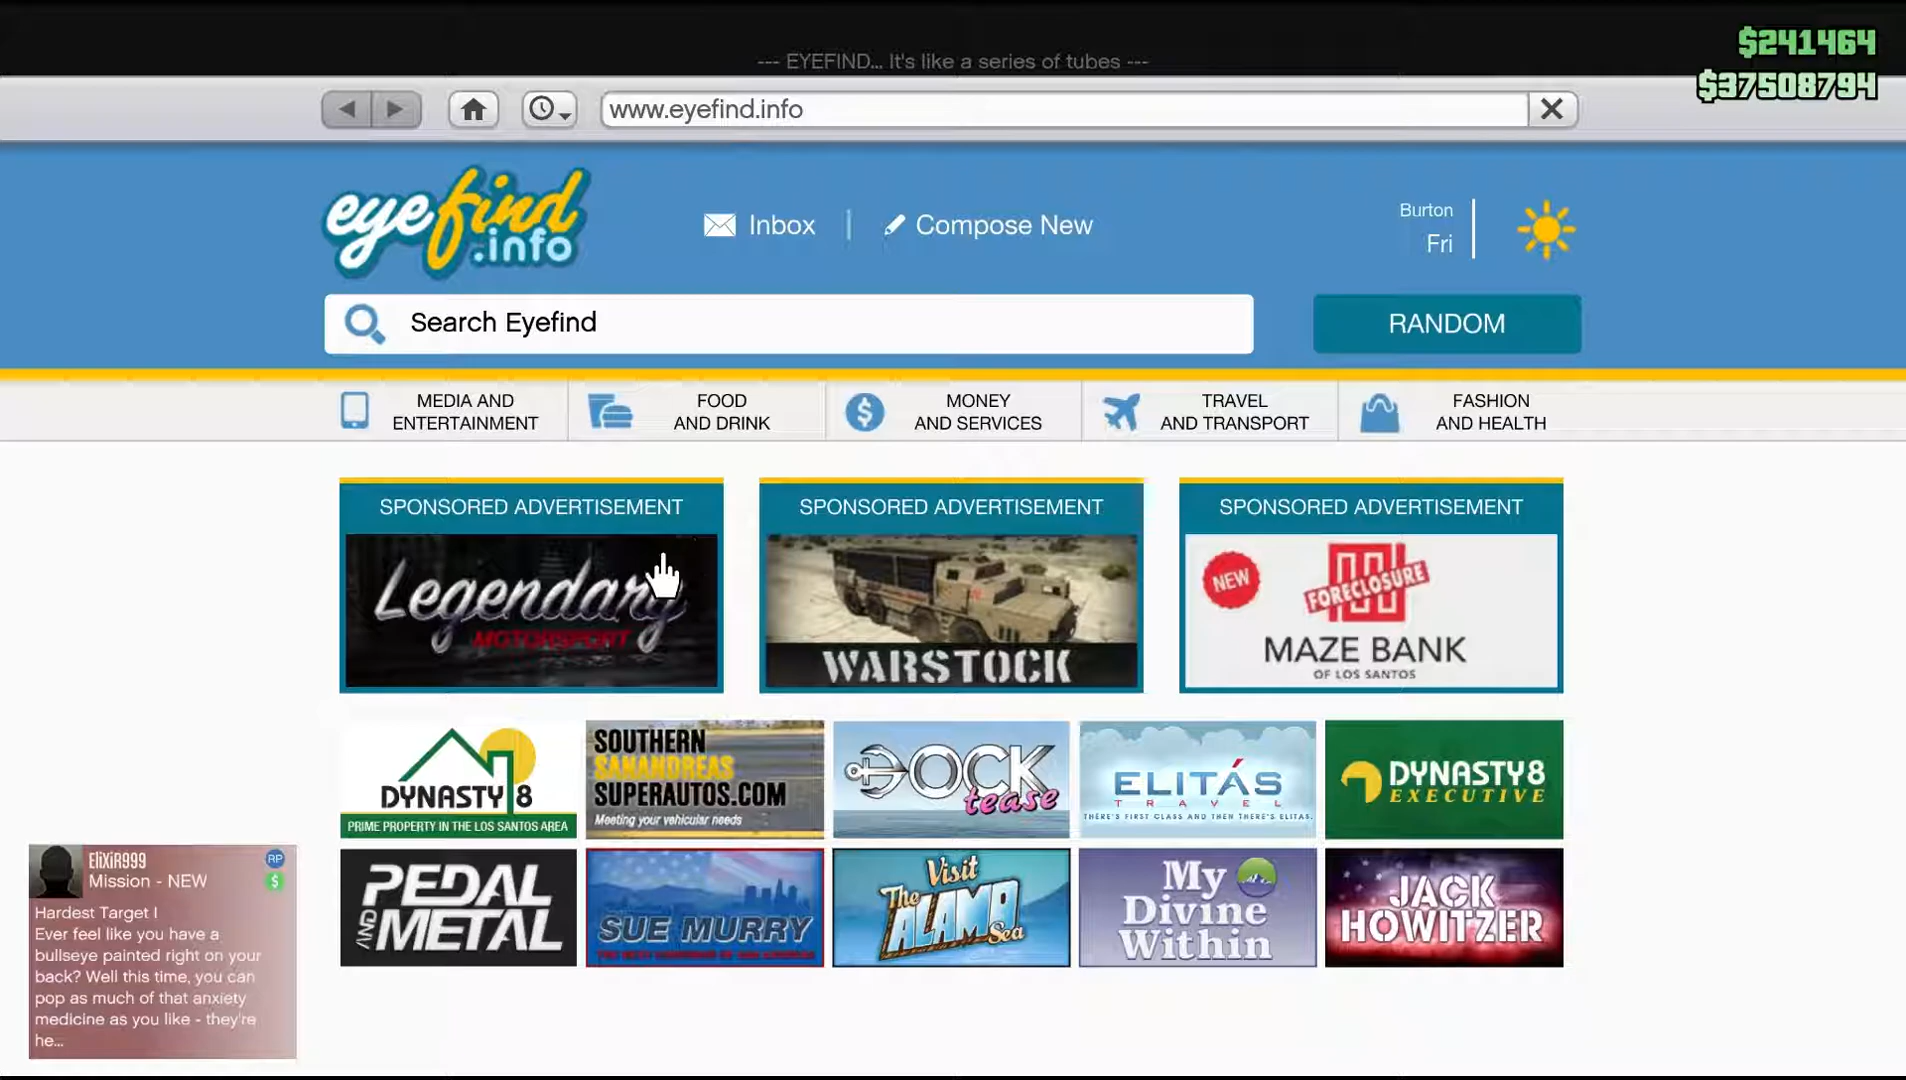 --- EYEFIND... It's like a series of tubes ---
$241464
$37508794
www.eyefind.info
eyefind
.info
Inbox
Compose New
Burton
Fri
Search Eyefind
RANDOM
MEDIA AND
ENTERTAINMENT
FOOD
AND DRINK
MONEY
AND SERVICES
TRAVEL
AND TRANSPORT
FASHION
AND HEALTH
SPONSORED ADVERTISEMENT
Legendary
MOTORSPORT
SPONSORED ADVERTISEMENT
WARSTOCK
SPONSORED ADVERTISEMENT
NEW
FORECLOSURE
MAZE BANK
OF LOS SANTOS
DYNASTY 8
PRIME PROPERTY IN THE LOS SANTOS AREA
SOUTHERN
SANANDREAS
SUPERAUTOS.COM
Meeting your vehicular needs
DOCK
tease
ELITÁS
TRAVEL
THERE'S FIRST CLASS AND THEN THERE'S ELITAS.
DYNASTY8
EXECUTIVE
PEDAL
AND METAL
SUE MURRY
Visit
The ALAMO
Sea
My
Divine
Within
JACK
HOWITZER
EliXiR999
RP
Mission - NEW
$
Hardest Target I
Ever feel like you have a
bullseye painted right on your
back? Well this time, you can
pop as much of that anxiety
medicine as you like - they're
he...